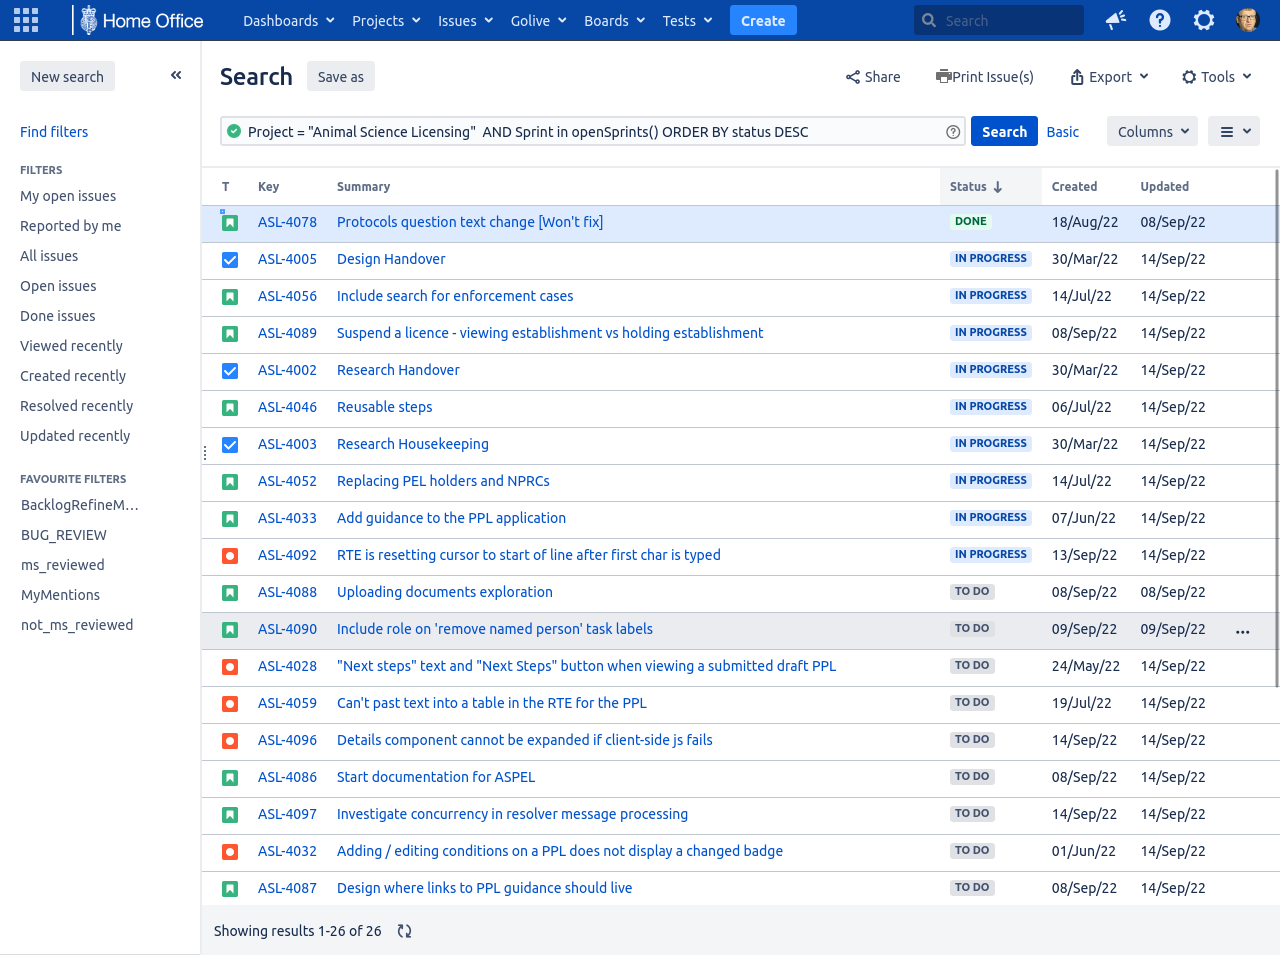 Home Office Dashboards Projects Issues Golive Boards Tests Create Search
New search
Find filters
FILTERS
My open issues
Reported by me
All issues
Open issues
Done issues
Viewed recently
Created recently
Resolved recently
Updated recently
FAVOURITE FILTERS
BacklogRefineM...
BUG_REVIEW
ms_reviewed
MyMentions
not_ms_reviewed
Search Save as Share Print Issue(s) Export Tools
Project = "Animal Science Licensing" AND Sprint in openSprints() ORDER BY status DESC Search Basic Columns
T Key Summary Status Created Updated
ASL-4078 Protocols question text change [Won't fix] DONE 18/Aug/22 08/Sep/22
ASL-4005 Design Handover IN PROGRESS 30/Mar/22 14/Sep/22
ASL-4056 Include search for enforcement cases IN PROGRESS 14/Jul/22 14/Sep/22
ASL-4089 Suspend a licence - viewing establishment vs holding establishment IN PROGRESS 08/Sep/22 14/Sep/22
ASL-4002 Research Handover IN PROGRESS 30/Mar/22 14/Sep/22
ASL-4046 Reusable steps IN PROGRESS 06/Jul/22 14/Sep/22
ASL-4003 Research Housekeeping IN PROGRESS 30/Mar/22 14/Sep/22
ASL-4052 Replacing PEL holders and NPRCs IN PROGRESS 14/Jul/22 14/Sep/22
ASL-4033 Add guidance to the PPL application IN PROGRESS 07/Jun/22 14/Sep/22
ASL-4092 RTE is resetting cursor to start of line after first char is typed IN PROGRESS 13/Sep/22 14/Sep/22
ASL-4088 Uploading documents exploration TO DO 08/Sep/22 08/Sep/22
ASL-4090 Include role on 'remove named person' task labels TO DO 09/Sep/22 09/Sep/22
ASL-4028 "Next steps" text and "Next Steps" button when viewing a submitted draft PPL TO DO 24/May/22 14/Sep/22
ASL-4059 Can't past text into a table in the RTE for the PPL TO DO 19/Jul/22 14/Sep/22
ASL-4096 Details component cannot be expanded if client-side js fails TO DO 14/Sep/22 14/Sep/22
ASL-4086 Start documentation for ASPEL TO DO 08/Sep/22 14/Sep/22
ASL-4097 Investigate concurrency in resolver message processing TO DO 14/Sep/22 14/Sep/22
ASL-4032 Adding / editing conditions on a PPL does not display a changed badge TO DO 01/Jun/22 14/Sep/22
ASL-4087 Design where links to PPL guidance should live TO DO 08/Sep/22 14/Sep/22
Showing results 1-26 of 26